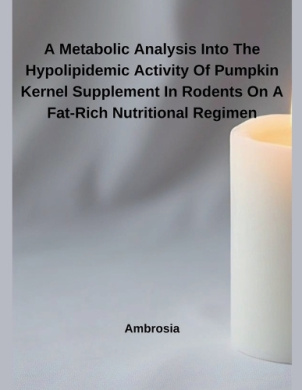 A Metabolic Analysis Into The
Hypolipidemic Activity Of Pumpkin
Kernel Supplement In Rodents On A
Fat-Rich Nutritional Regimen
Ambrosia